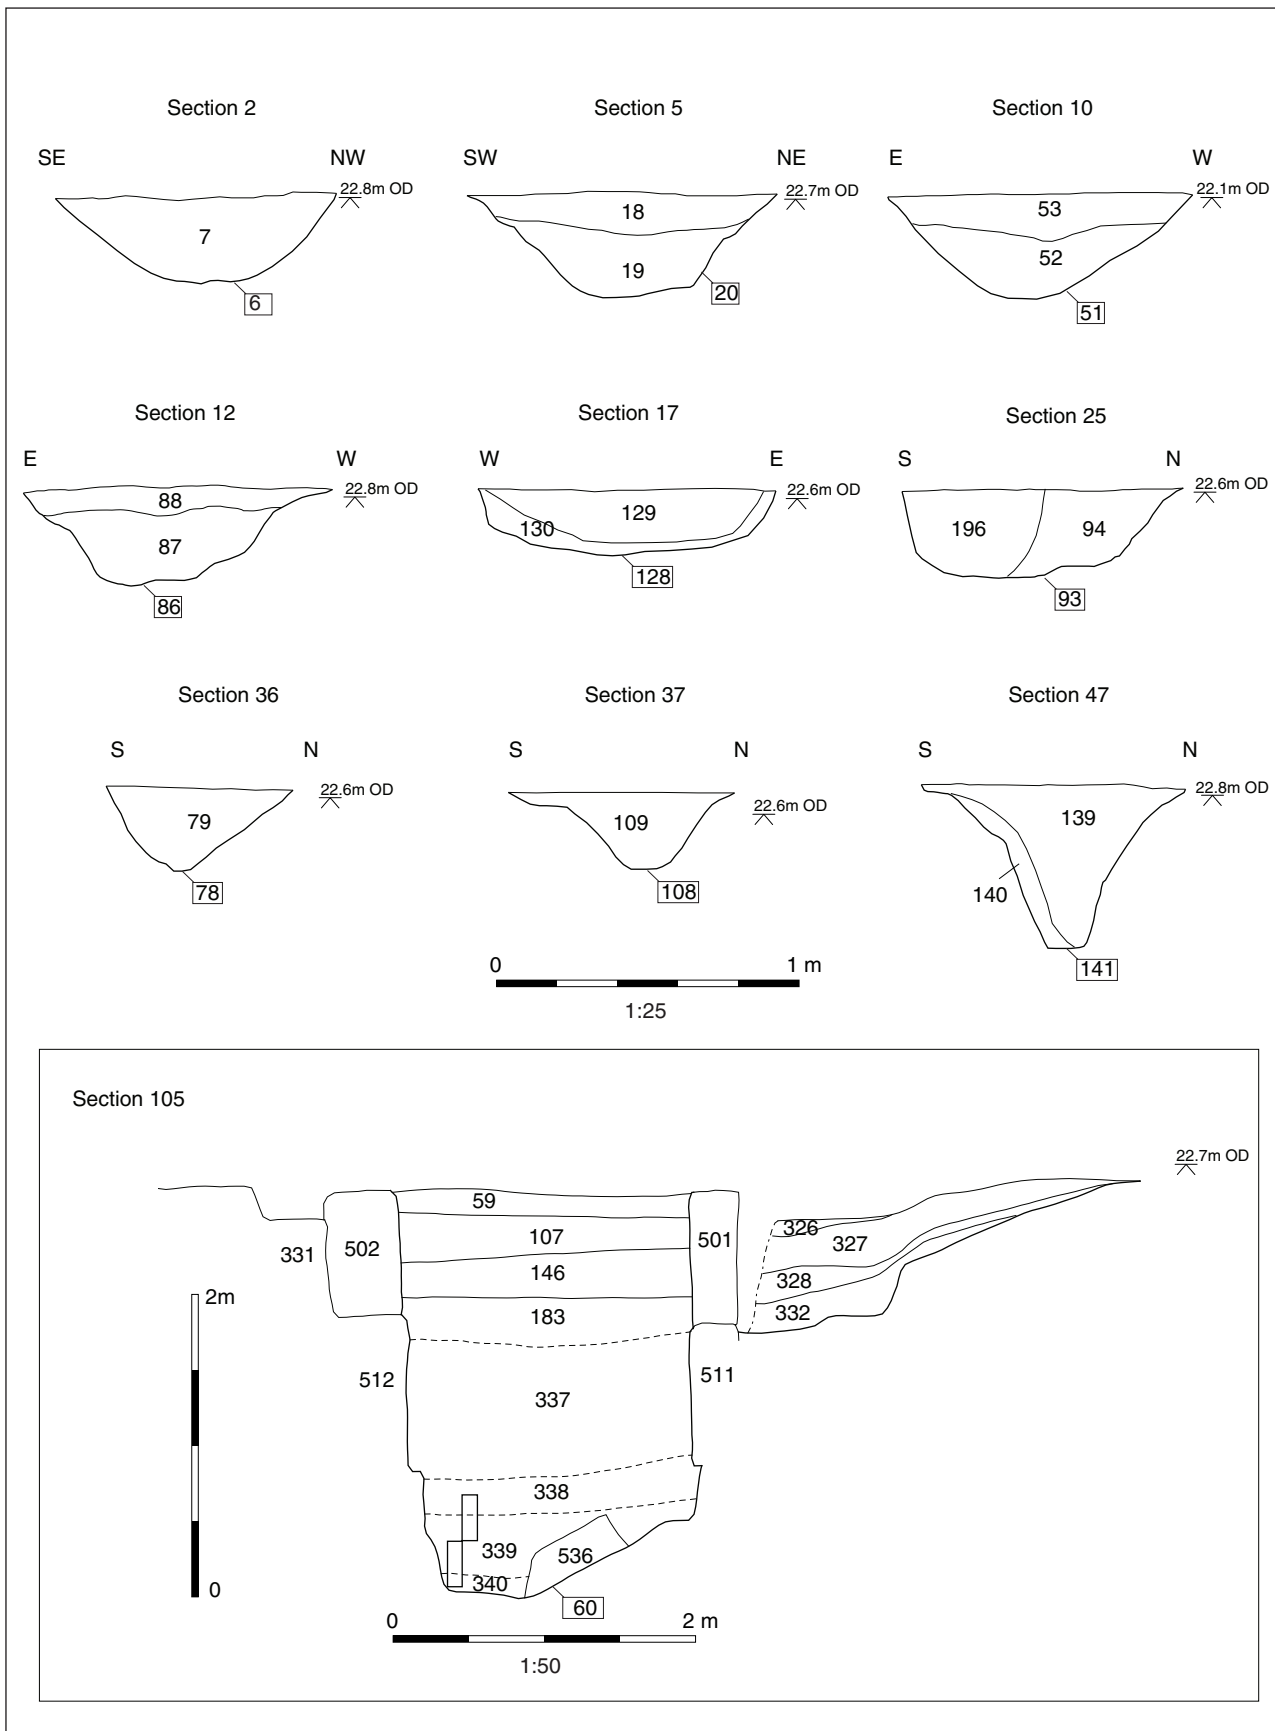 Section 2
SE NW
22.8m OD
7
6
Section 5
SW NE
22.7m OD
18
19
20
Section 10
E W
22.1m OD
53
52
51
Section 12
E W
22.8m OD
88
87
86
Section 17
W E
22.6m OD
129
130
128
Section 25
S N
22.6m OD
196 94
93
Section 36
S N
22.6m OD
79
78
Section 37
S N
22.6m OD
109
108
Section 47
S N
22.8m OD
139
140
141
0 1 m
1:25
Section 105
22.7m OD
59
326
107
501
327
331
502
146
328
2m
183
332
512
511
337
338
339
536
340
0
60
0 2 m
1:50